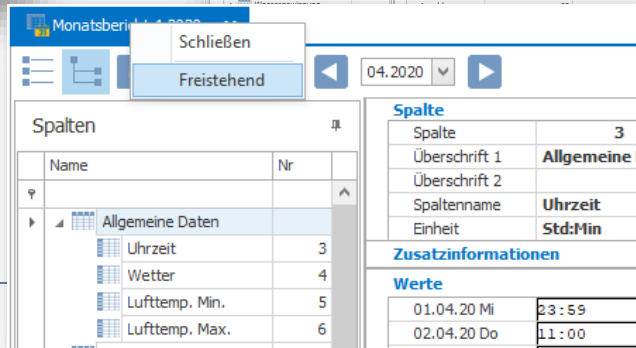 Monatsbericht 1 2020
Schließen
Freistehend
04.2020
Spalten
Name Nr
Allgemeine Daten
Uhrzeit 3
Wetter 4
Lufttemp. Min. 5
Lufttemp. Max. 6
Spalte
Spalte 3
Überschrift 1 Allgemeine
Überschrift 2
Spaltenname Uhrzeit
Einheit Std:Min
Zusatzinformationen
Werte
01.04.20 Mi 23:59
02.04.20 Do 11:00